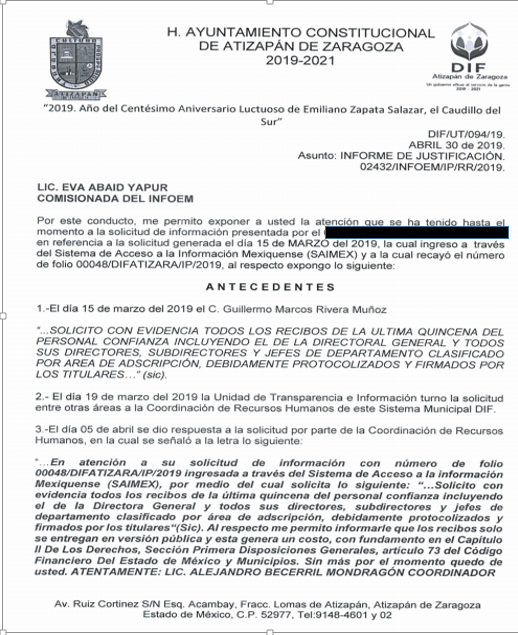 H. AYUNTAMIENTO CONSTITUCIONAL
DE ATIZAPÁN DE ZARAGOZA
2019-2021
ATIZAPÁN
DIF
Atizapán de Zaragoza
Un gobierno eficaz al servicio de la gente
2019 - 2021
"2019. Año del Centésimo Aniversario Luctuoso de Emiliano Zapata Salazar, el Caudillo del
Sur"
DIF/UT/094/19.
ABRIL 30 de 2019.
Asunto: INFORME DE JUSTIFICACIÓN.
02432/INFOEM/IP/RR/2019.
LIC. EVA ABAID YAPUR
COMISIONADA DEL INFOEM
Por este conducto, me permito exponer a usted la atención que se ha tenido hasta el
momento a la solicitud de información presentada por el
en referencia a la solicitud generada el día 15 de MARZO del 2019, la cual ingreso a través
del Sistema de Acceso a la Información Mexiquense (SAIMEX) y a la cual recayó el número
de folio 00048/DIFATIZARA/IP/2019, al respecto expongo lo siguiente:
A N T E C E D E N T E S
1.-El día 15 de marzo del 2019 el C. Guillermo Marcos Rivera Muñoz
"...SOLICITO CON EVIDENCIA TODOS LOS RECIBOS DE LA ULTIMA QUINCENA DEL
PERSONAL CONFIANZA INCLUYENDO EL DE LA DIRECTORAL GENERAL Y TODOS
SUS DIRECTORES, SUBDIRECTORES Y JEFES DE DEPARTAMENTO CLASIFICADO
POR AREA DE ADSCRIPCIÓN, DEBIDAMENTE PROTOCOLIZADOS Y FIRMADOS POR
LOS TITULARES..." (sic).
2.- El día 19 de marzo del 2019 la Unidad de Transparencia e Información turno la solicitud
entre otras áreas a la Coordinación de Recursos Humanos de este Sistema Municipal DIF.
3.-El día 05 de abril se dio respuesta a la solicitud por parte de la Coordinación de Recursos
Humanos, en la cual se señaló a la letra lo siguiente:
"...En atención a su solicitud de información con número de folio
00048/DIFATIZARA/IP/2019 ingresada a través del Sistema de Acceso a la información
Mexiquense (SAIMEX), por medio del cual solicita lo siguiente: "...Solicito con
evidencia todos los recibos de la última quincena del personal confianza incluyendo
el de la Directora General y todos sus directores, subdirectores y jefes de
departamento clasificado por área de adscripción, debidamente protocolizados y
firmados por los titulares"(Sic). Al respecto me permito informarle que los recibos solo
se entregan en versión pública y esta genera un costo, con fundamento en el Capítulo
II De Los Derechos, Sección Primera Disposiciones Generales, artículo 73 del Código
Financiero Del Estado de México y Municipios. Sin más por el momento quedo de
usted. ATENTAMENTE: LIC. ALEJANDRO BECERRIL MONDRAGÓN COORDINADOR
Av. Ruiz Cortinez S/N Esq. Acambay, Fracc. Lomas de Atizapán, Atizapán de Zaragoza
Estado de México, C.P. 52977, Tel:9148-4601 y 02